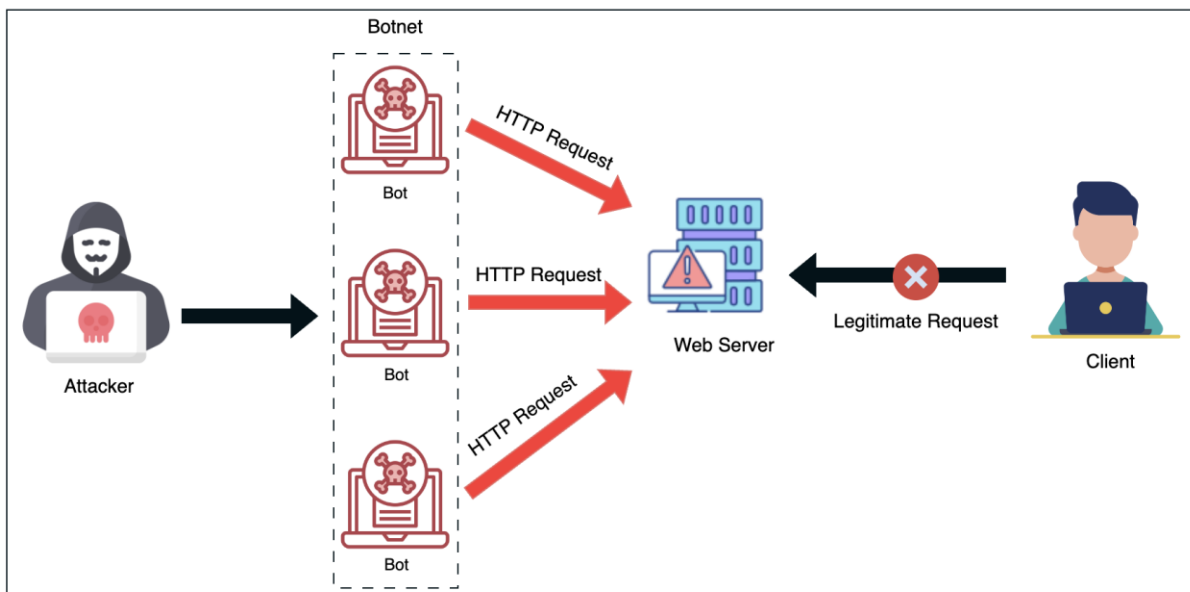 Botnet
HTTP Request
Bot
HTTP Request
Legitimate Request
Web Server
Client
Attacker
Bot
HTTP Request
Bot